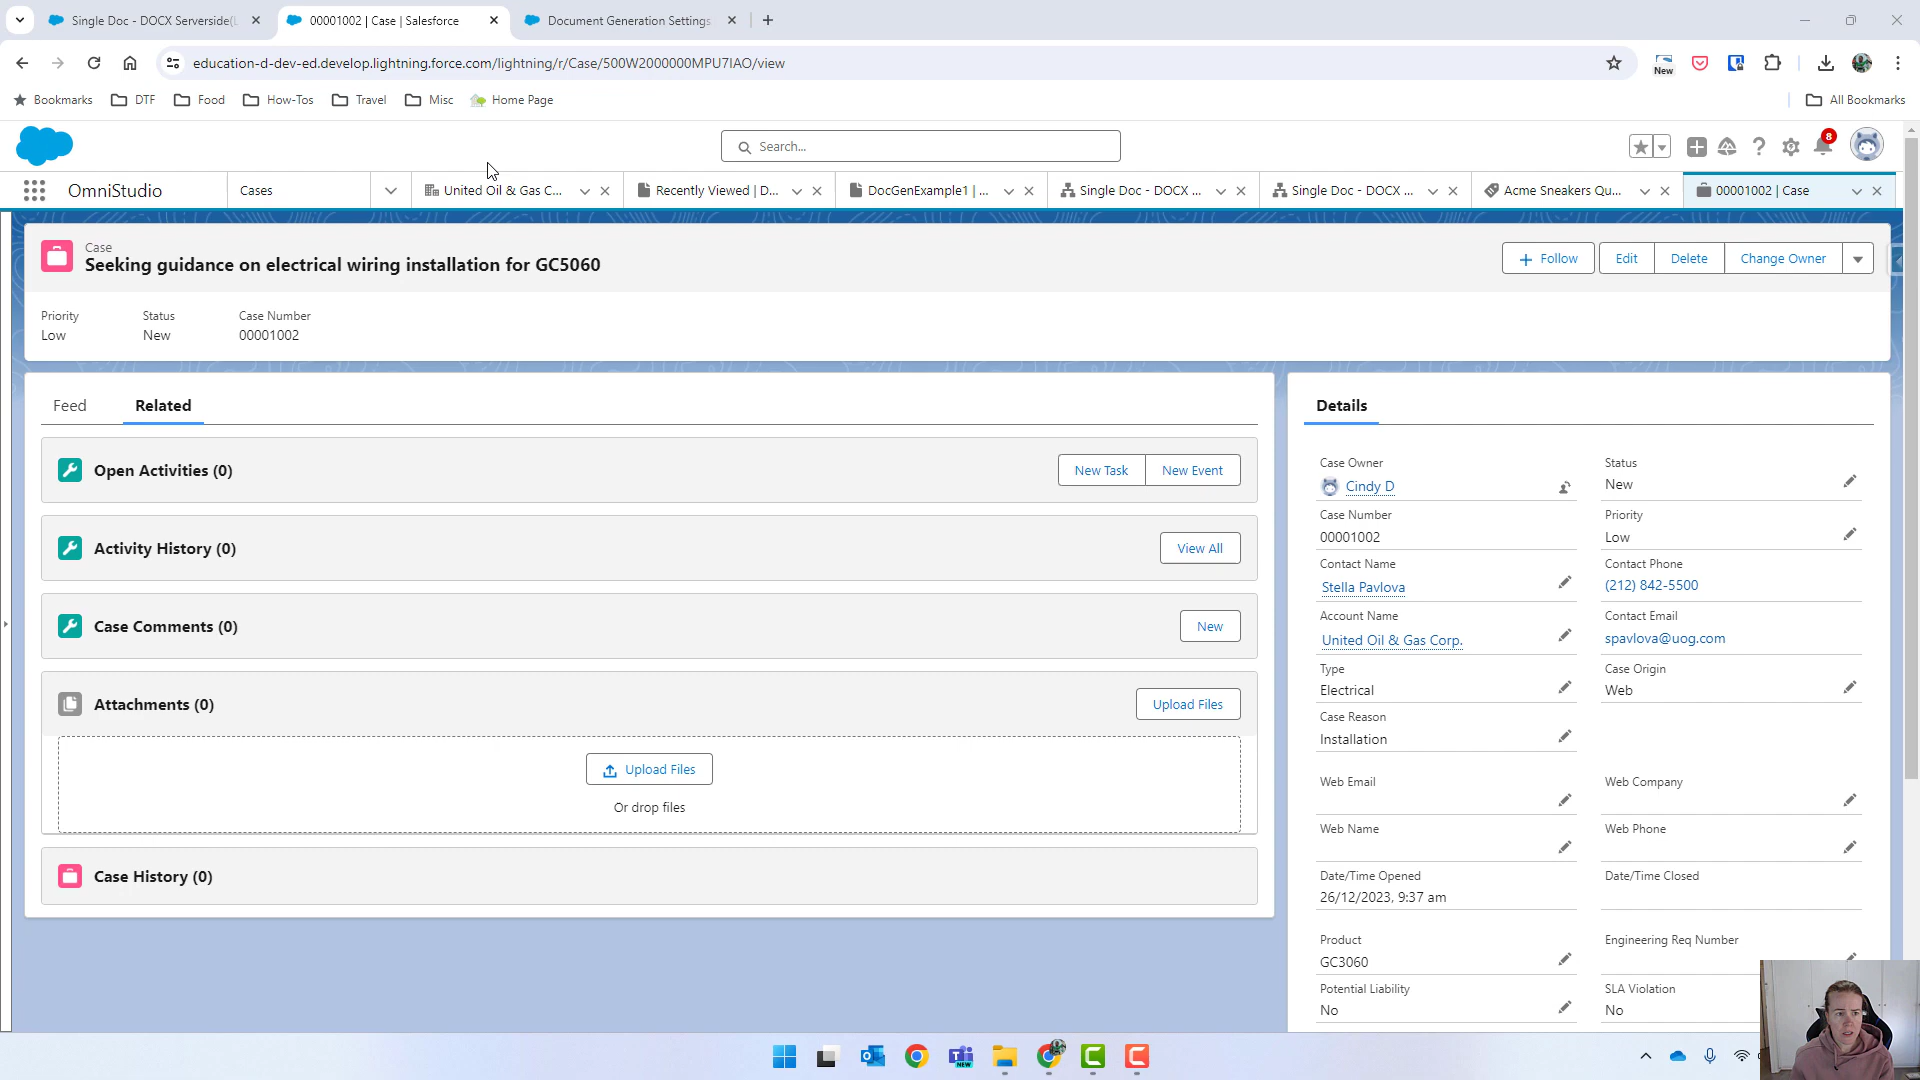 Single Doc - DOCX Serverside(
00001002 | Case | Salesforce
Document Generation Settings
education-d-dev-ed.develop.lightning.force.com/lightning/r/Case/500W2000000MPU7IAO/view
New
Bookmarks
DTF
Food
How-Tos
Travel
Misc
Home Page
All Bookmarks
Search...
8
OmniStudio
Cases
United Oil & Gas C...
Recently Viewed | D...
DocGenExample1 | ...
Single Doc - DOCX ...
Single Doc - DOCX ...
Acme Sneakers Qu...
00001002 | Case
Case
Seeking guidance on electrical wiring installation for GC5060
Follow
Edit
Delete
Change Owner
Priority
Status
Case Number
Low
New
00001002
Feed
Related
Open Activities (0)
New Task
New Event
Activity History (0)
View All
Case Comments (0)
New
Attachments (0)
Upload Files
Upload Files
Or drop files
Case History (0)
Details
Case Owner
Cindy D
Status
New
Case Number
00001002
Priority
Low
Contact Name
Stella Pavlova
Contact Phone
(212) 842-5500
Account Name
United Oil & Gas Corp.
Contact Email
spavlova@uog.com
Type
Electrical
Case Origin
Web
Case Reason
Installation
Web Email
Web Company
Web Name
Web Phone
Date/Time Opened
26/12/2023, 9:37 am
Date/Time Closed
Product
GC3060
Engineering Req Number
Potential Liability
No
SLA Violation
No
NEW